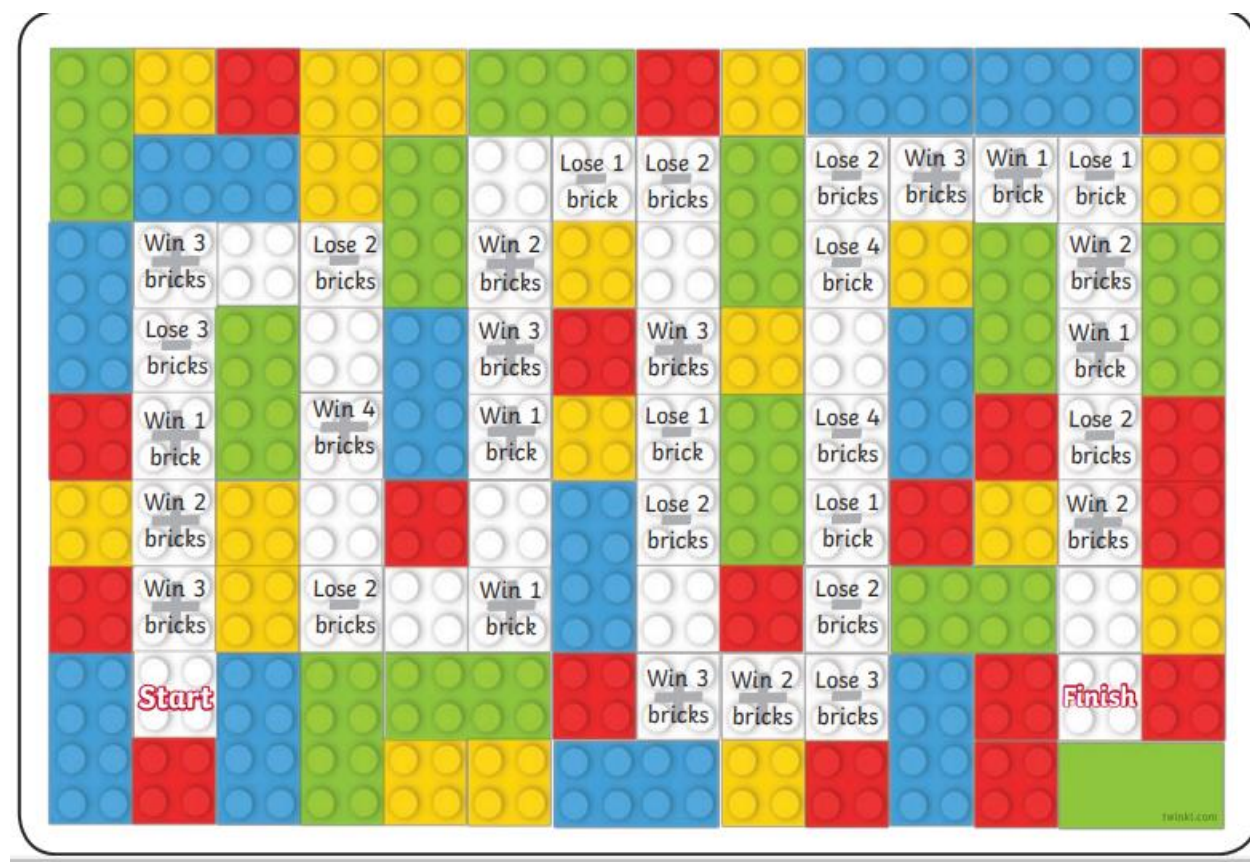 Lose 1
brick
Lose 2
bricks
Lose 2
bricks
Win 3
bricks
Win 1
brick
Lose 1
brick
Win 3
bricks
Lose 2
bricks
Win 2
bricks
Lose 4
brick
Win 2
bricks
Lose 3
bricks
Win 3
bricks
Win 3
bricks
Win 1
brick
Win 1
brick
Win 4
bricks
Win 1
brick
Lose 1
brick
Lose 4
bricks
Lose 2
bricks
Win 2
bricks
Lose 2
bricks
Lose 1
brick
Win 2
bricks
Win 3
bricks
Lose 2
bricks
Win 1
brick
Lose 2
bricks
Start
Win 3
bricks
Win 2
bricks
Lose 3
bricks
Finish
twinkl.com